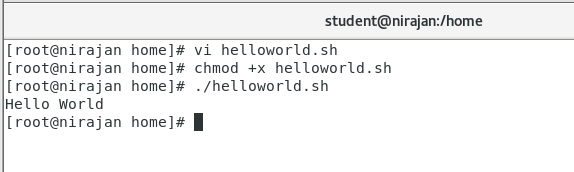 student@nirajan:/home
[root@nirajan home]# vi helloworld.sh
[root@nirajan home]# chmod +x helloworld.sh
[root@nirajan home]# ./helloworld.sh
Hello World
[root@nirajan home]#